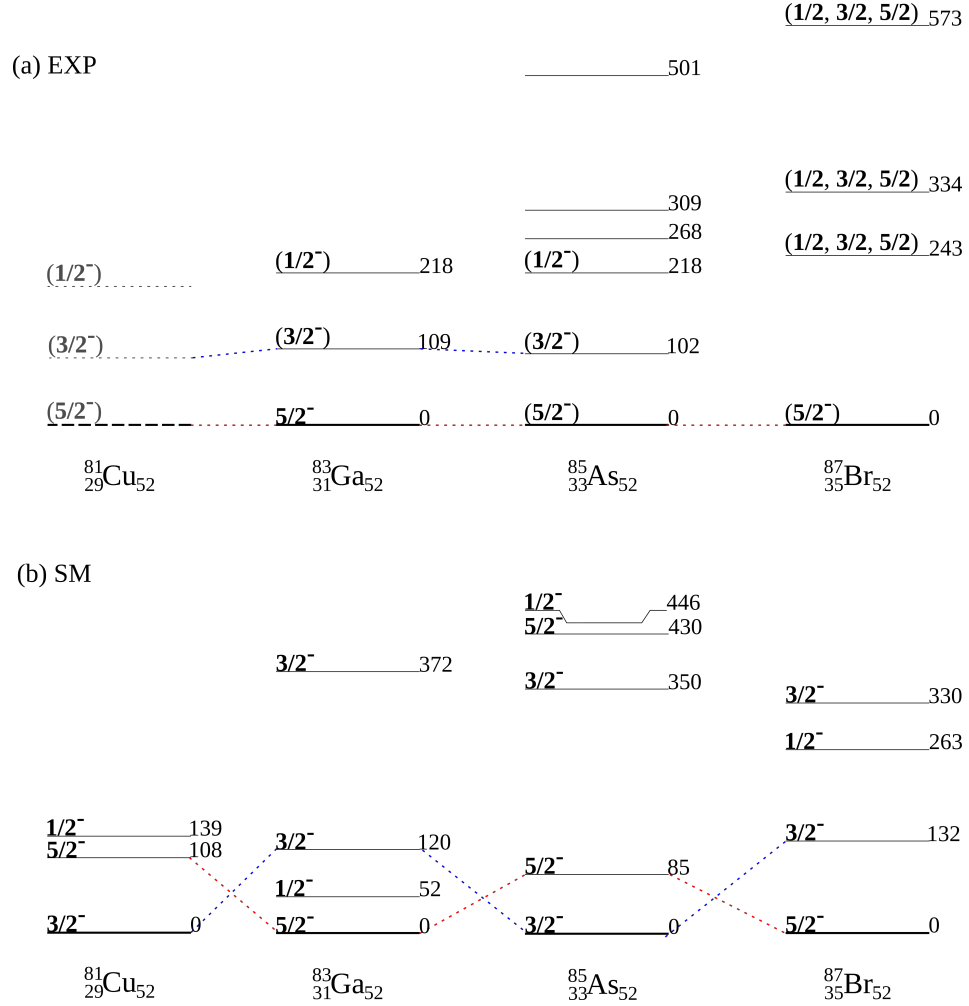 (1/2, 3/2, 5/2) 573
(a) EXP
501
(1/2, 3/2, 5/2) 334
309
268
(1/2, 3/2, 5/2) 243
(1/2⁻)
(1/2⁻) 218
(1/2⁻) 218
(3/2⁻)
(3/2⁻) 109
(3/2⁻) 102
(5/2⁻)
5/2⁻ 0
(5/2⁻) 0
(5/2⁻) 0
⁸¹₂₉Cu₅₂
⁸³₃₁Ga₅₂
⁸⁵₃₃As₅₂
⁸⁷₃₅Br₅₂
(b) SM
1/2⁻ 446
5/2⁻ 430
3/2⁻ 372
3/2⁻ 350
3/2⁻ 330
1/2⁻ 263
1/2⁻ 139
5/2⁻ 108
3/2⁻ 120
3/2⁻ 132
5/2⁻ 85
1/2⁻ 52
3/2⁻ 0
5/2⁻ 0
3/2⁻ 0
5/2⁻ 0
⁸¹₂₉Cu₅₂
⁸³₃₁Ga₅₂
⁸⁵₃₃As₅₂
⁸⁷₃₅Br₅₂